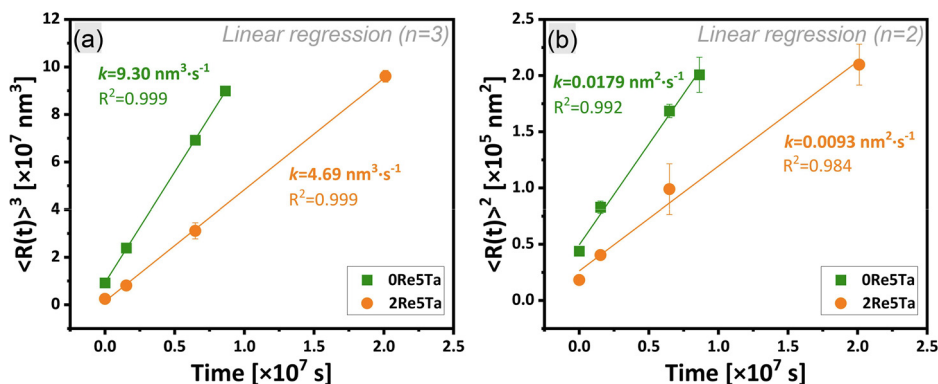 (a)
Linear regression (n=3)
k=9.30 nm³·s⁻¹
R²=0.999
k=4.69 nm³·s⁻¹
R²=0.999
0Re5Ta
2Re5Ta
12
10
8
6
4
2
0
<R(t)>³ [×10⁷ nm³]
0.0 0.5 1.0 1.5 2.0 2.5
Time [×10⁷ s]
(b)
Linear regression (n=2)
k=0.0179 nm²·s⁻¹
R²=0.992
k=0.0093 nm²·s⁻¹
R²=0.984
0Re5Ta
2Re5Ta
2.5
2.0
1.5
1.0
0.5
0.0
<R(t)>² [×10⁵ nm²]
0.0 0.5 1.0 1.5 2.0 2.5
Time [×10⁷ s]